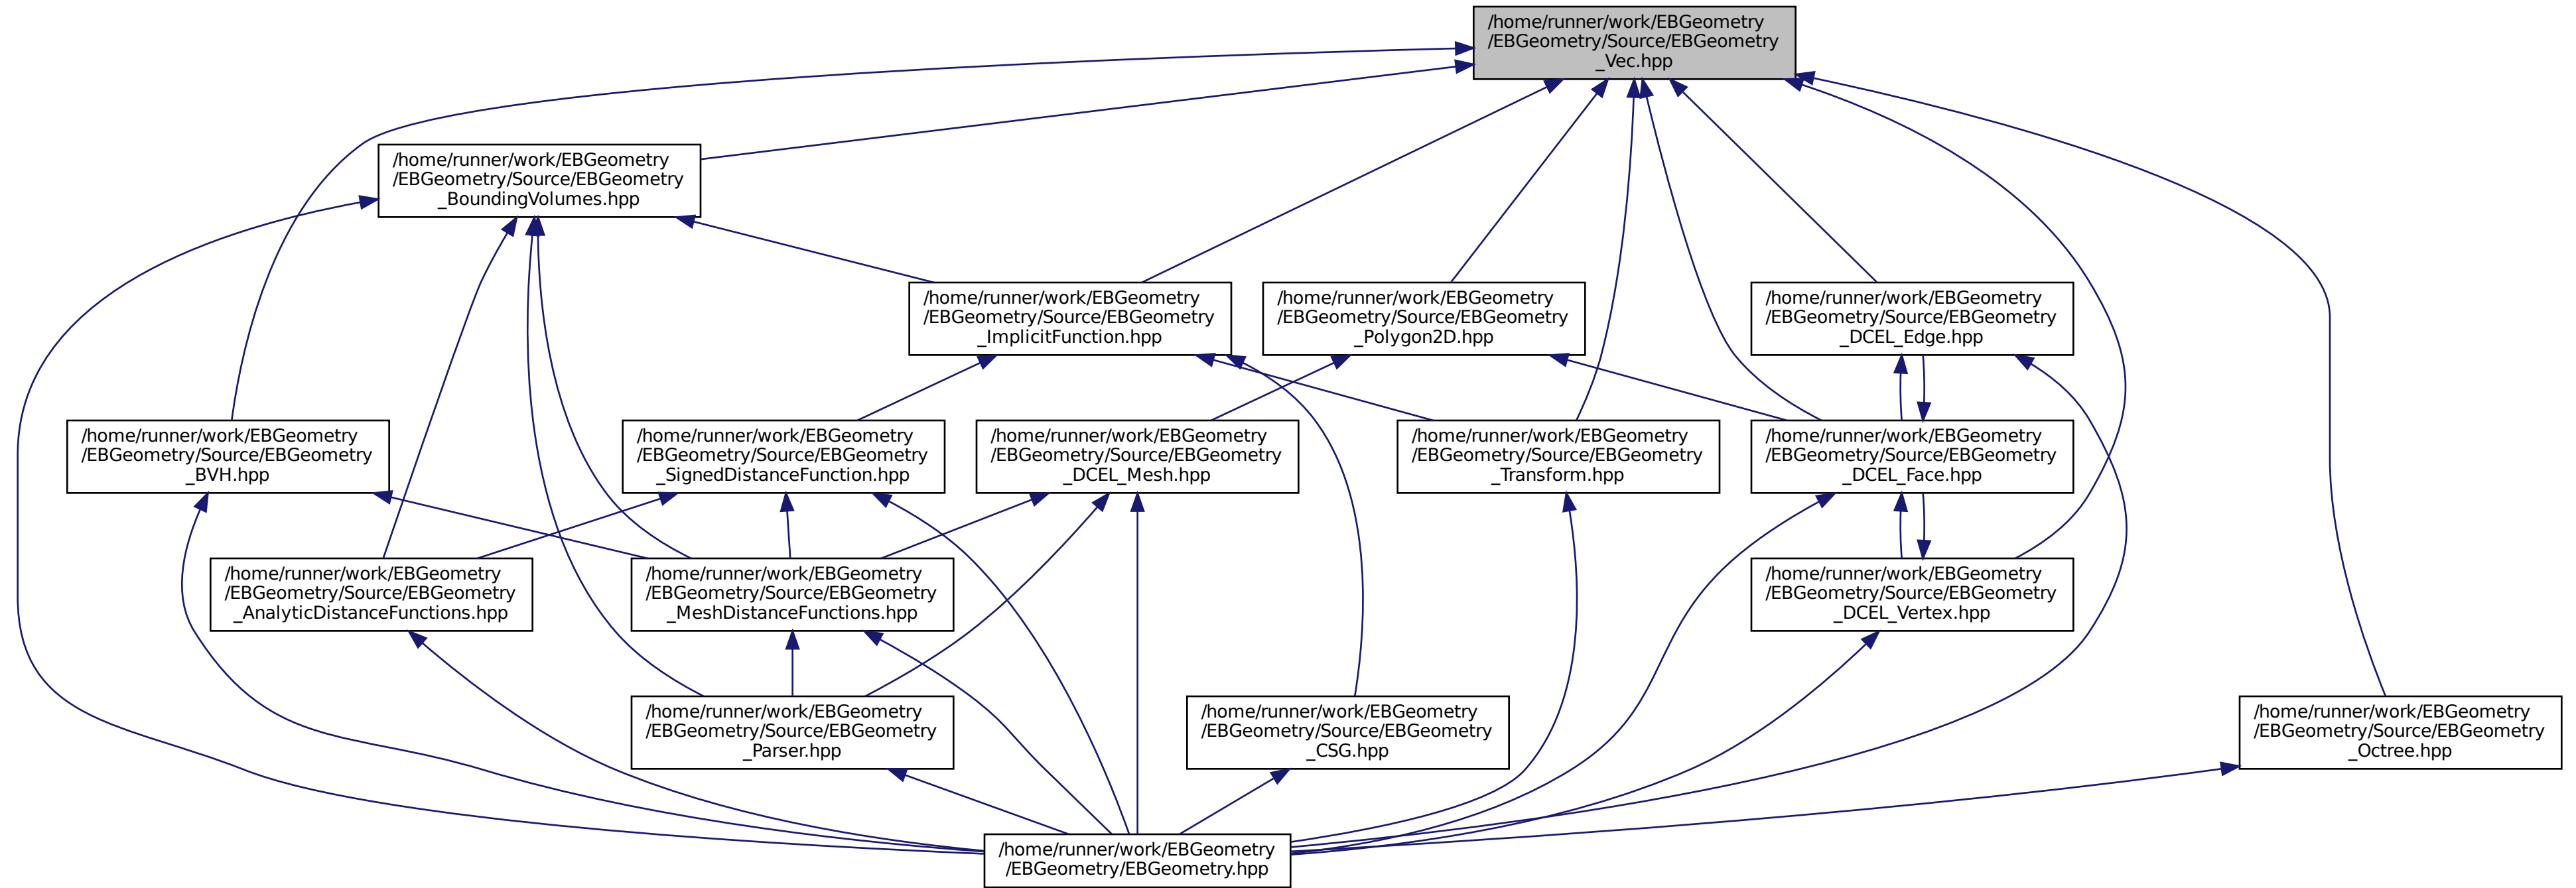 /home/runner/work/EBGeometry
/EBGeometry/Source/EBGeometry
_Vec.hpp
/home/runner/work/EBGeometry
/EBGeometry/Source/EBGeometry
_BoundingVolumes.hpp
/home/runner/work/EBGeometry
/EBGeometry/Source/EBGeometry
_ImplicitFunction.hpp
/home/runner/work/EBGeometry
/EBGeometry/Source/EBGeometry
_Polygon2D.hpp
/home/runner/work/EBGeometry
/EBGeometry/Source/EBGeometry
_DCEL_Edge.hpp
/home/runner/work/EBGeometry
/EBGeometry/Source/EBGeometry
_BVH.hpp
/home/runner/work/EBGeometry
/EBGeometry/Source/EBGeometry
_SignedDistanceFunction.hpp
/home/runner/work/EBGeometry
/EBGeometry/Source/EBGeometry
_DCEL_Mesh.hpp
/home/runner/work/EBGeometry
/EBGeometry/Source/EBGeometry
_Transform.hpp
/home/runner/work/EBGeometry
/EBGeometry/Source/EBGeometry
_DCEL_Face.hpp
/home/runner/work/EBGeometry
/EBGeometry/Source/EBGeometry
_AnalyticDistanceFunctions.hpp
/home/runner/work/EBGeometry
/EBGeometry/Source/EBGeometry
_MeshDistanceFunctions.hpp
/home/runner/work/EBGeometry
/EBGeometry/Source/EBGeometry
_DCEL_Vertex.hpp
/home/runner/work/EBGeometry
/EBGeometry/Source/EBGeometry
_Parser.hpp
/home/runner/work/EBGeometry
/EBGeometry/Source/EBGeometry
_CSG.hpp
/home/runner/work/EBGeometry
/EBGeometry/Source/EBGeometry
_Octree.hpp
/home/runner/work/EBGeometry
/EBGeometry/EBGeometry.hpp